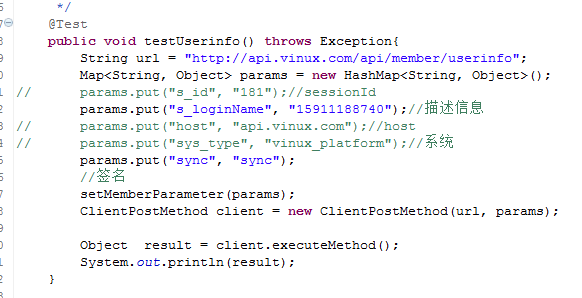 */
@Test
public void testUserinfo() throws Exception{
String url = "http://api.vinux.com/api/member/userinfo";
Map<String, Object> params = new HashMap<String, Object>();
// params.put("s_id", "181");//sessionId
params.put("s_loginName", "15911188740");//描述信息
// params.put("host", "api.vinux.com");//host
// params.put("sys_type", "vinux_platform");//系统
params.put("sync", "sync");
//签名
setMemberParameter(params);
ClientPostMethod client = new ClientPostMethod(url, params);
Object result = client.executeMethod();
System.out.println(result);
}